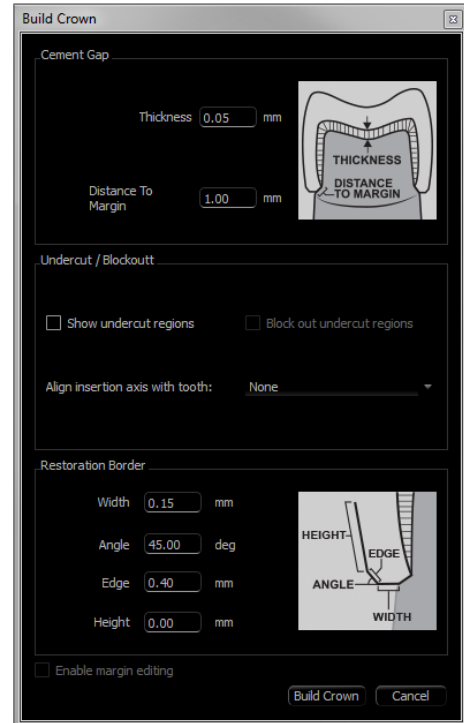 Build Crown
Cement Gap
Thickness 0.05 mm
THICKNESS
DISTANCE
TO MARGIN
Distance To
Margin
1.00 mm
Undercut / Blockoutt
Show undercut regions Block out undercut regions
Align insertion axis with tooth: None
Restoration Border
Width 0.15 mm
Angle 45.00 deg
Edge 0.40 mm
Height 0.00 mm
HEIGHT
EDGE
ANGLE
WIDTH
Enable margin editing
Build Crown Cancel